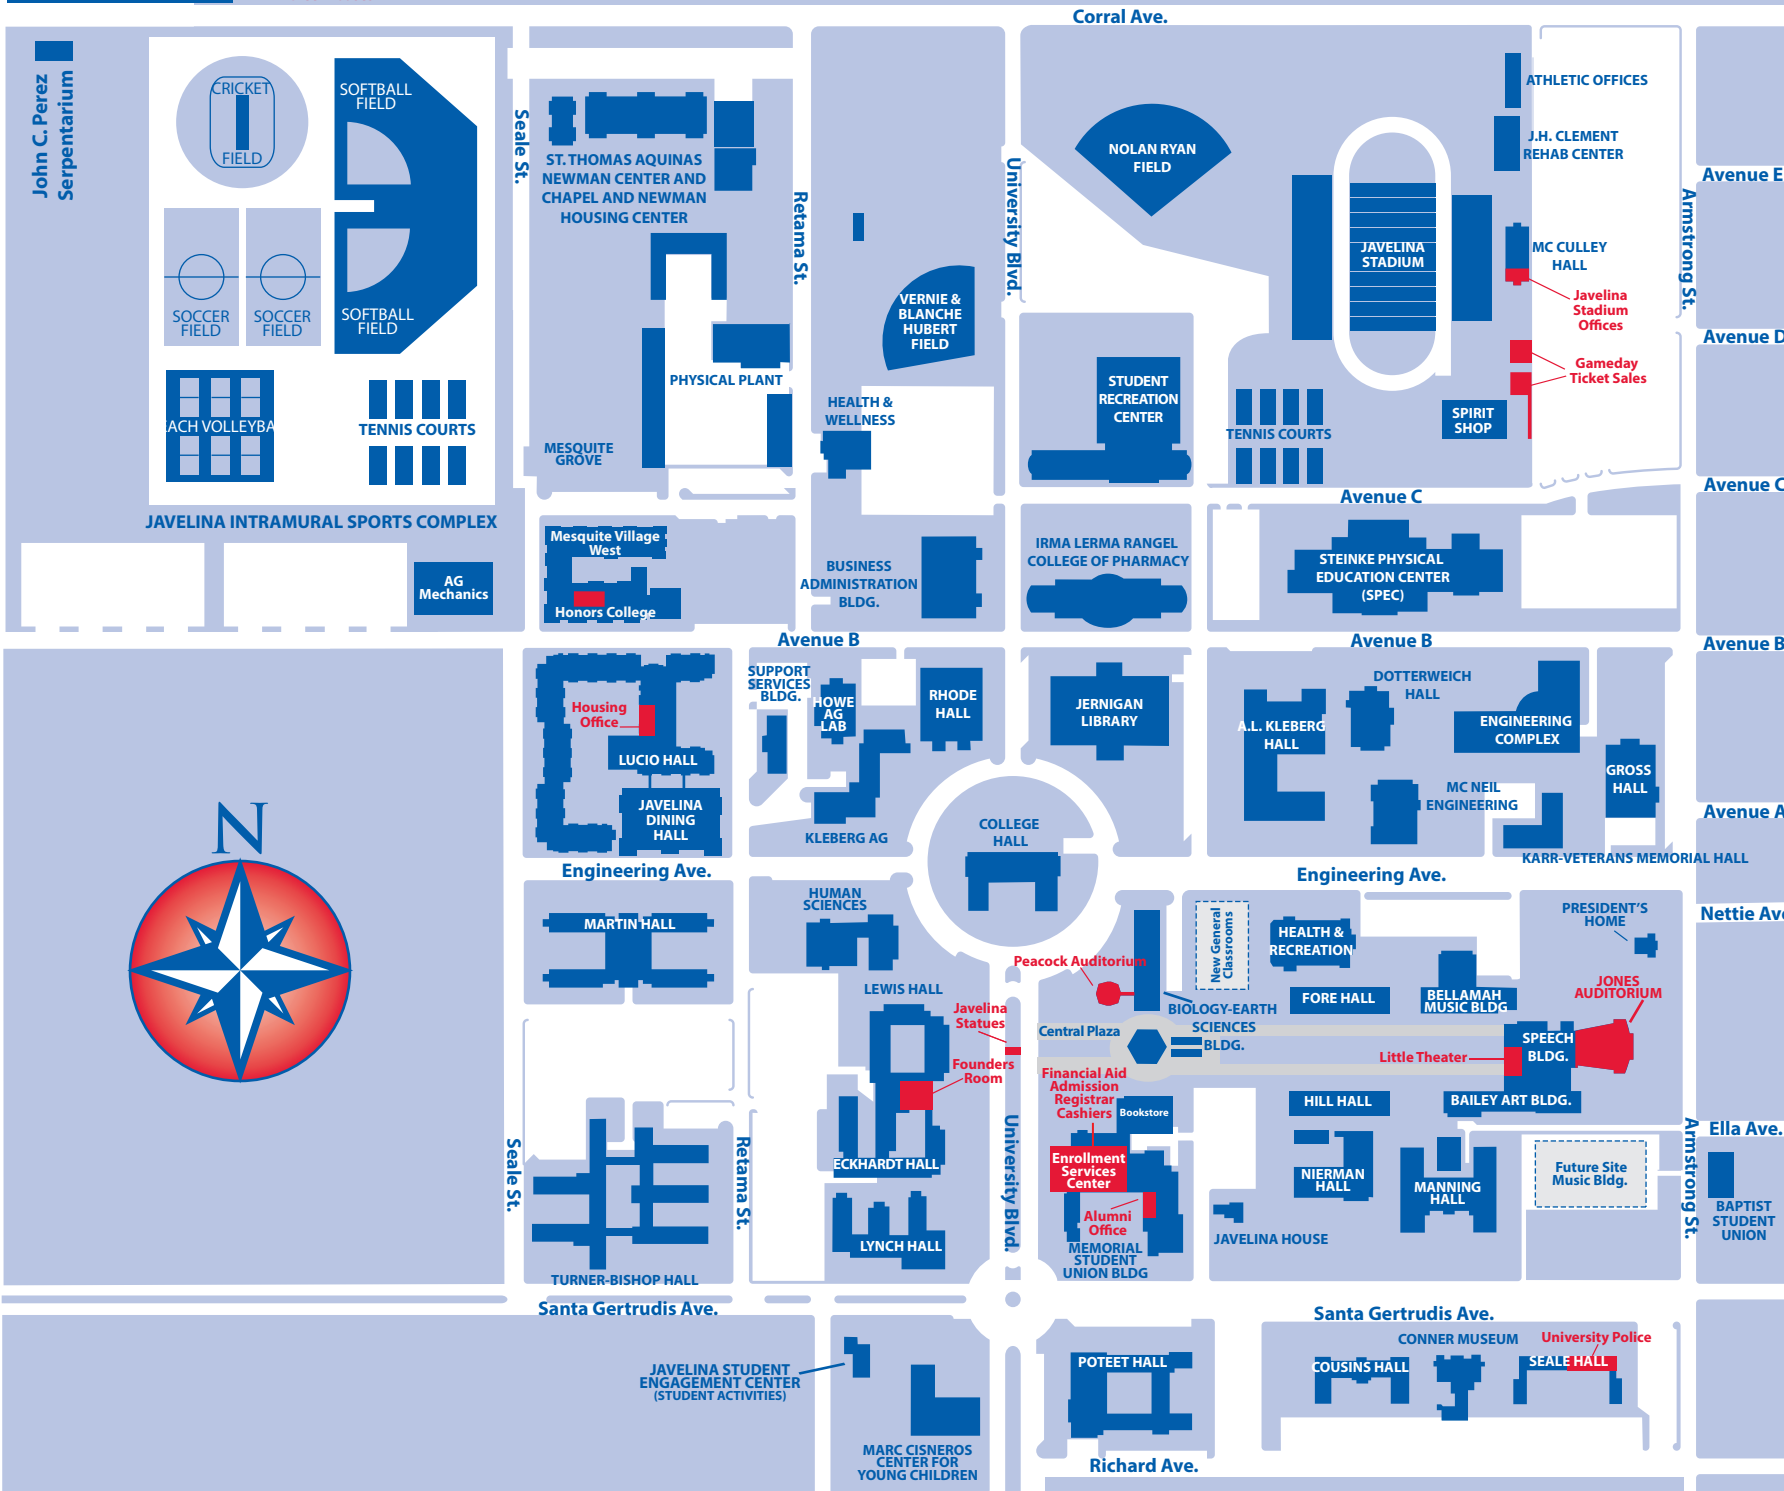 Corral Ave.
John C. Perez
Serpentarium
CRICKET
FIELD
SOFTBALL
FIELD
SOCCER
FIELD
SOCCER
FIELD
SOFTBALL
FIELD
EACH VOLLEYBA
TENNIS COURTS
JAVELINA INTRAMURAL SPORTS COMPLEX
AG
Mechanics
Seale St.
ST. THOMAS AQUINAS
NEWMAN CENTER AND
CHAPEL AND NEWMAN
HOUSING CENTER
PHYSICAL PLANT
MESQUITE
GROVE
Retama St.
VERNIE &
BLANCHE
HUBERT
FIELD
HEALTH &
WELLNESS
University Blvd.
NOLAN RYAN
FIELD
STUDENT
RECREATION
CENTER
TENNIS COURTS
JAVELINA
STADIUM
ATHLETIC OFFICES
J.H. CLEMENT
REHAB CENTER
MC CULLEY
HALL
Javelina
Stadium
Offices
Gameday
Ticket Sales
SPIRIT
SHOP
Armstrong St.
Avenue E
Avenue D
Avenue C
Avenue C
Mesquite Village
West
Honors College
BUSINESS
ADMINISTRATION
BLDG.
IRMA LERMA RANGEL
COLLEGE OF PHARMACY
STEINKE PHYSICAL
EDUCATION CENTER
(SPEC)
Avenue B
Avenue B
Avenue B
Housing
Office
LUCIO HALL
JAVELINA
DINING
HALL
SUPPORT
SERVICES
BLDG.
HOWE
AG
LAB
RHODE
HALL
KLEBERG AG
JERNIGAN
LIBRARY
COLLEGE
HALL
A.L. KLEBERG
HALL
DOTTERWEICH
HALL
ENGINEERING
COMPLEX
MC NEIL
ENGINEERING
GROSS
HALL
KARR-VETERANS MEMORIAL HALL
Avenue A
N
Engineering Ave.
Engineering Ave.
Nettie Ave
MARTIN HALL
HUMAN
SCIENCES
LEWIS HALL
Javelina
Statues
Founders
Room
ECKHARDT HALL
LYNCH HALL
Peacock Auditorium
New General
Classrooms
BIOLOGY-EARTH
SCIENCES
BLDG.
Central Plaza
HEALTH &
RECREATION
FORE HALL
BELLAMAH
MUSIC BLDG
PRESIDENT'S
HOME
JONES
AUDITORIUM
SPEECH
BLDG.
Little Theater
Financial Aid
Admission
Registrar
Cashiers
Bookstore
Enrollment
Services
Center
Alumni
Office
MEMORIAL
STUDENT
UNION BLDG
HILL HALL
BAILEY ART BLDG.
NIERMAN
HALL
MANNING
HALL
JAVELINA HOUSE
Future Site
Music Bldg.
Ella Ave.
Armstrong St.
BAPTIST
STUDENT
UNION
Seale St.
Retama St.
University Blvd.
TURNER-BISHOP HALL
Santa Gertrudis Ave.
Santa Gertrudis Ave.
JAVELINA STUDENT
ENGAGEMENT CENTER
(STUDENT ACTIVITIES)
MARC CISNEROS
CENTER FOR
YOUNG CHILDREN
POTEET HALL
COUSINS HALL
CONNER MUSEUM
University Police
SEALE HALL
Richard Ave.